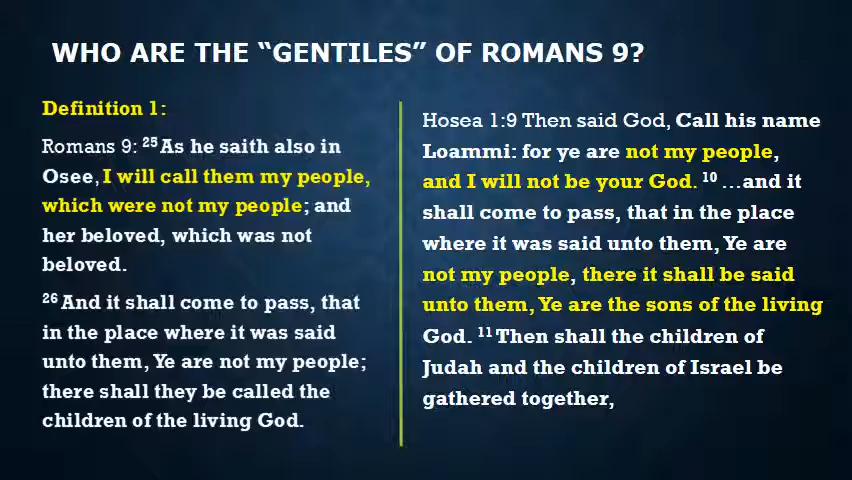 WHO ARE THE “GENTILES” OF ROMANS 9?
Definition 1:
Romans 9: 25 As he saith also in
Osee, I will call them my people,
which were not my people; and
her beloved, which was not
beloved.
26 And it shall come to pass, that
in the place where it was said
unto them, Ye are not my people;
there shall they be called the
children of the living God.
Hosea 1:9 Then said God, Call his name
Loammi: for ye are not my people,
and I will not be your God. 10 …and it
shall come to pass, that in the place
where it was said unto them, Ye are
not my people, there it shall be said
unto them, Ye are the sons of the living
God. 11 Then shall the children of
Judah and the children of Israel be
gathered together,